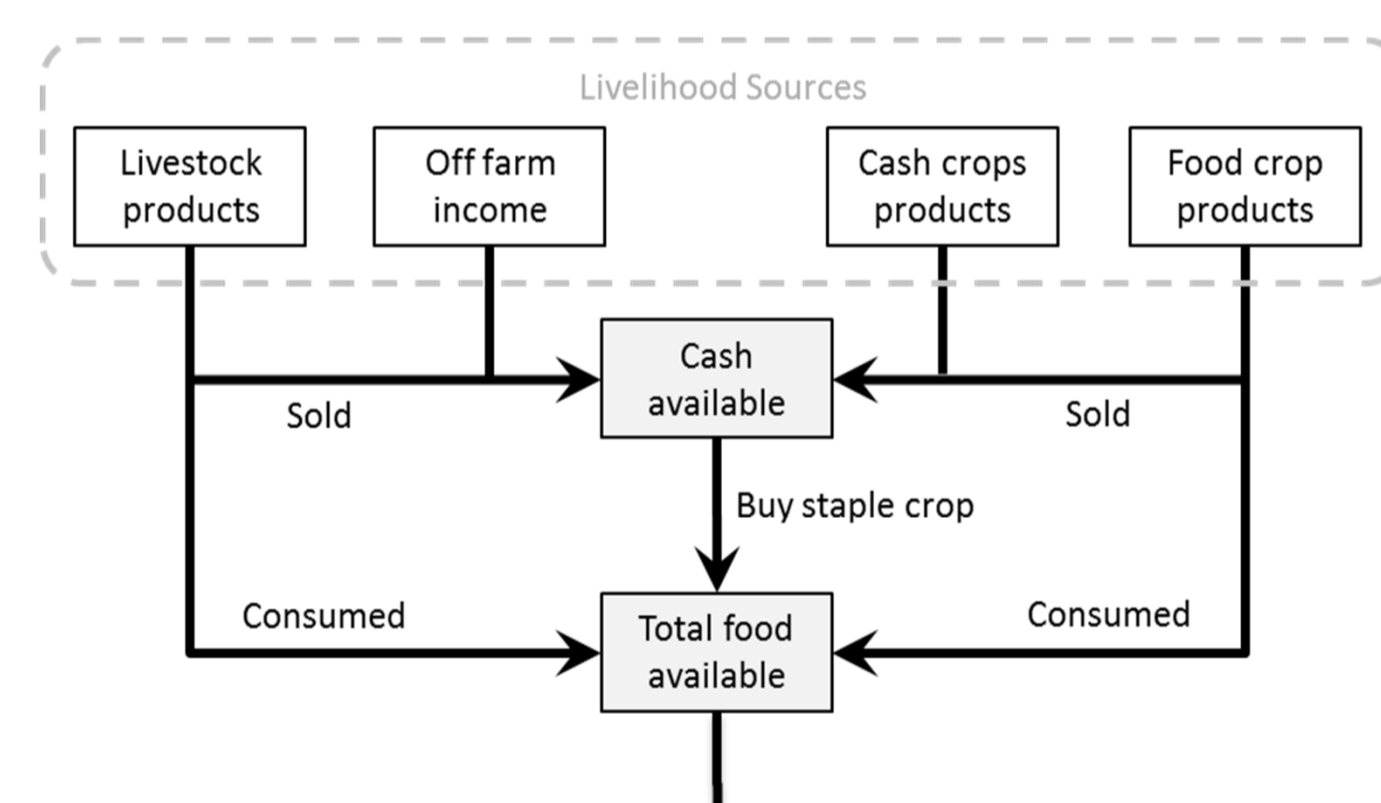 Livelihood Sources
Livestock
products
Off farm
income
Cash crops
products
Food crop
products
Cash
available
Sold
Sold
Buy staple crop
Consumed
Consumed
Total food
available